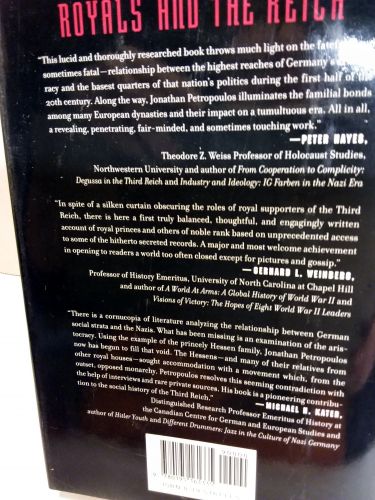 ROYALS AND THE REICH
"This lucid and thoroughly researched book throws much light on the fateful—
sometimes fatal—relationship between the highest reaches of Germany's
racy and the basest quarters of that nation's politics during the first half of the
20th century. Along the way, Jonathan Petropoulos illuminates the familial bonds
among many European dynasties and their impact on a tumultuous era. All in all,
a revealing, penetrating, fair-minded, and sometimes touching work."
—PETER HAYES,
Theodore Z. Weiss Professor of Holocaust Studies,
Northwestern University and author of From Cooperation to Complicity:
Degussa in the Third Reich and Industry and Ideology: IG Farben in the Nazi Era
"In spite of a silken curtain obscuring the roles of royal supporters of the Third
Reich, there is here a first truly balanced, thoughtful, and engagingly written
account of royal princes and others of noble rank based on unprecedented access
to some of the hitherto secreted records. A major and most welcome achievement
in opening to readers a world too often closed except for pictures and gossip."
—GERHARD L. WEINBERG,
Professor of History Emeritus, University of North Carolina at Chapel Hill
and author of A World At Arms: A Global History of World War II and
Visions of Victory: The Hopes of Eight World War II Leaders
"There is a cornucopia of literature analyzing the relationship between German
social strata and the Nazis. What has been missing is an examination of the aris-
tocracy. Using the example of the princely Hessen family, Jonathan Petropoulos
now has begun to fill that void. The Hessens—and many of their relatives from
other royal houses—sought accommodation with a movement which, from the
outset, opposed monarchy. Petropoulos resolves this seeming contradiction with
the help of interviews and rare private sources. His book is a pioneering contribu-
tion to the social history of the Third Reich."
—MICHAEL H. KATER,
Distinguished Research Professor Emeritus of History at
the Canadian Centre for German and European Studies and
author of Hitler Youth and Different Drummers: Jazz in the Culture of Nazi Germany